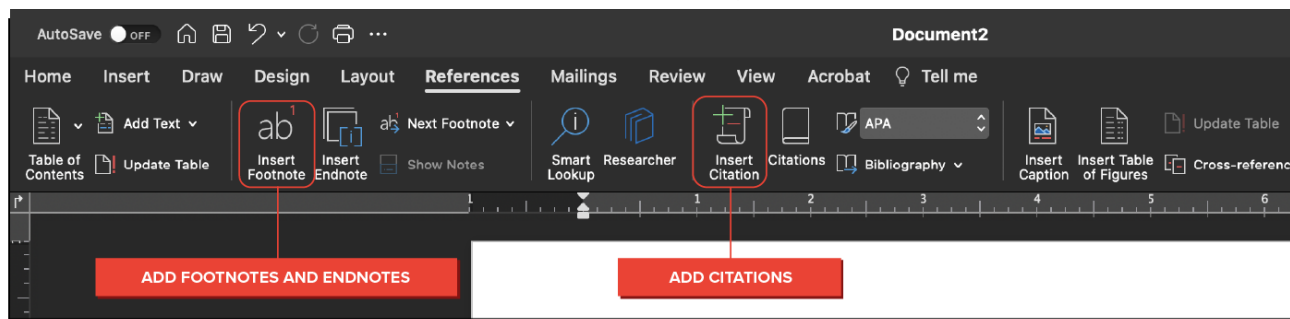 AutoSave OFF
Document2
Home Insert Draw Design Layout References Mailings Review View Acrobat Tell me
Table of Contents
Add Text
Update Table
ab1
Insert Footnote
Insert Endnote
ab Next Footnote
Show Notes
Smart Lookup
Researcher
Insert Citation
Citations
APA
Bibliography
Insert Caption
Insert Table of Figures
Update Table
Cross-referenc
1 1 2 3 4 5 6
ADD FOOTNOTES AND ENDNOTES
ADD CITATIONS